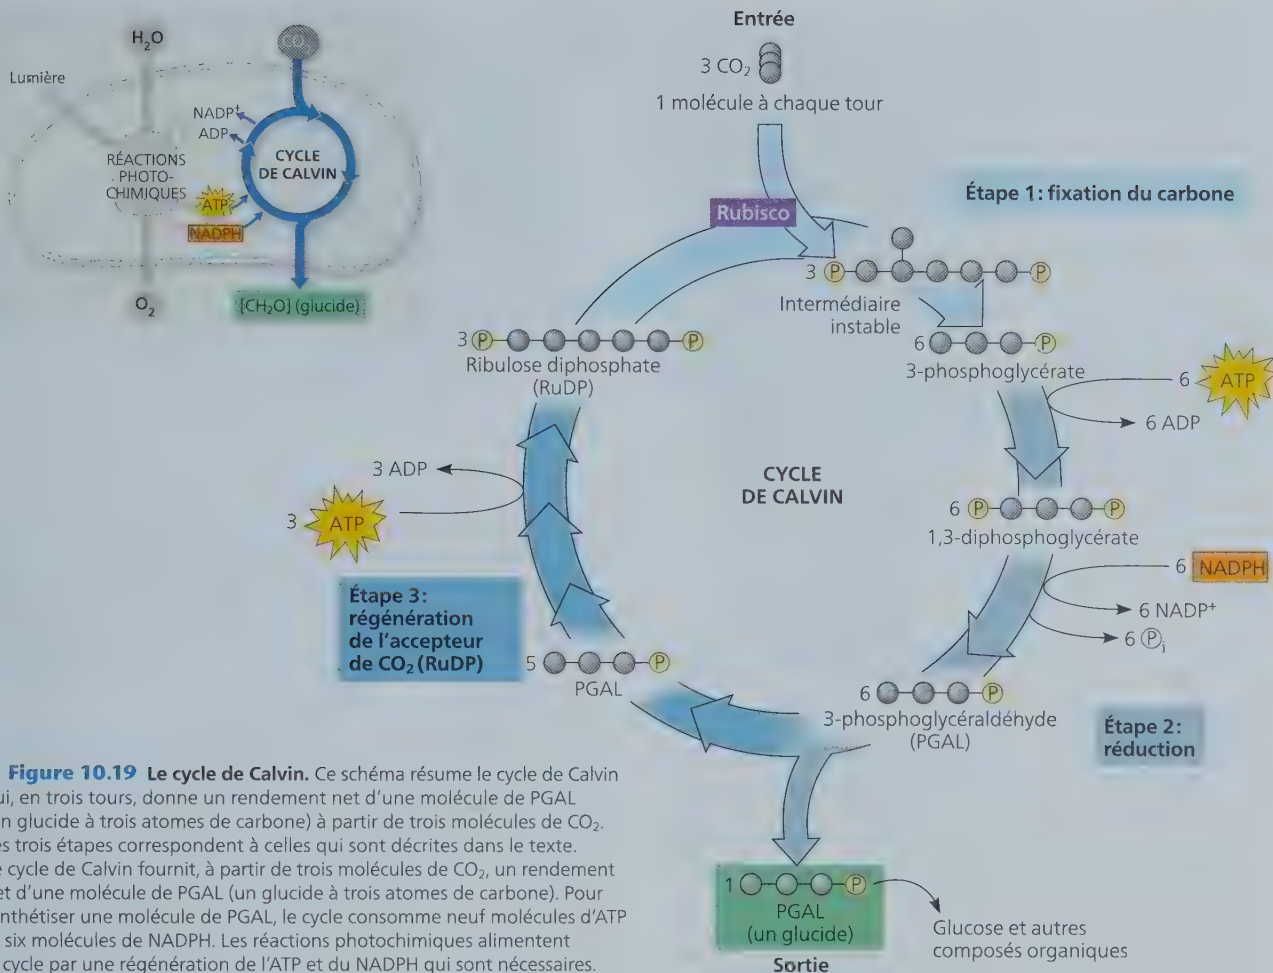 H₂O
CO₂
Lumière
NADP⁺
ADP
RÉACTIONS
PHOTO-
CHIMIQUES
CYCLE
DE CALVIN
ATP
NADPH
O₂
[CH₂O] (glucide)
Entrée
3 CO₂
1 molécule à chaque tour
Rubisco
Étape 1: fixation du carbone
3 P P
Intermédiaire
instable
3 P P
Ribulose diphosphate
(RuDP)
6 P
3-phosphoglycérate
6 ATP
6 ADP
3 ADP
3 ATP
CYCLE
DE CALVIN
6 P P
1,3-diphosphoglycérate
6 NADPH
6 NADP⁺
6 Pᵢ
Étape 3:
régénération
de l'accepteur
de CO₂ (RuDP)
5 P
PGAL
6 P
3-phosphoglycéraldéhyde
(PGAL)
Étape 2:
réduction
Figure 10.19 Le cycle de Calvin. Ce schéma résume le cycle de Calvin
ui, en trois tours, donne un rendement net d'une molécule de PGAL
n glucide à trois atomes de carbone) à partir de trois molécules de CO₂.
es trois étapes correspondent à celles qui sont décrites dans le texte.
e cycle de Calvin fournit, à partir de trois molécules de CO₂, un rendement
et d'une molécule de PGAL (un glucide à trois atomes de carbone). Pour
nthétiser une molécule de PGAL, le cycle consomme neuf molécules d'ATP
six molécules de NADPH. Les réactions photochimiques alimentent
cycle par une régénération de l'ATP et du NADPH qui sont nécessaires.
1 P
PGAL
(un glucide)
Sortie
Glucose et autres
composés organiques